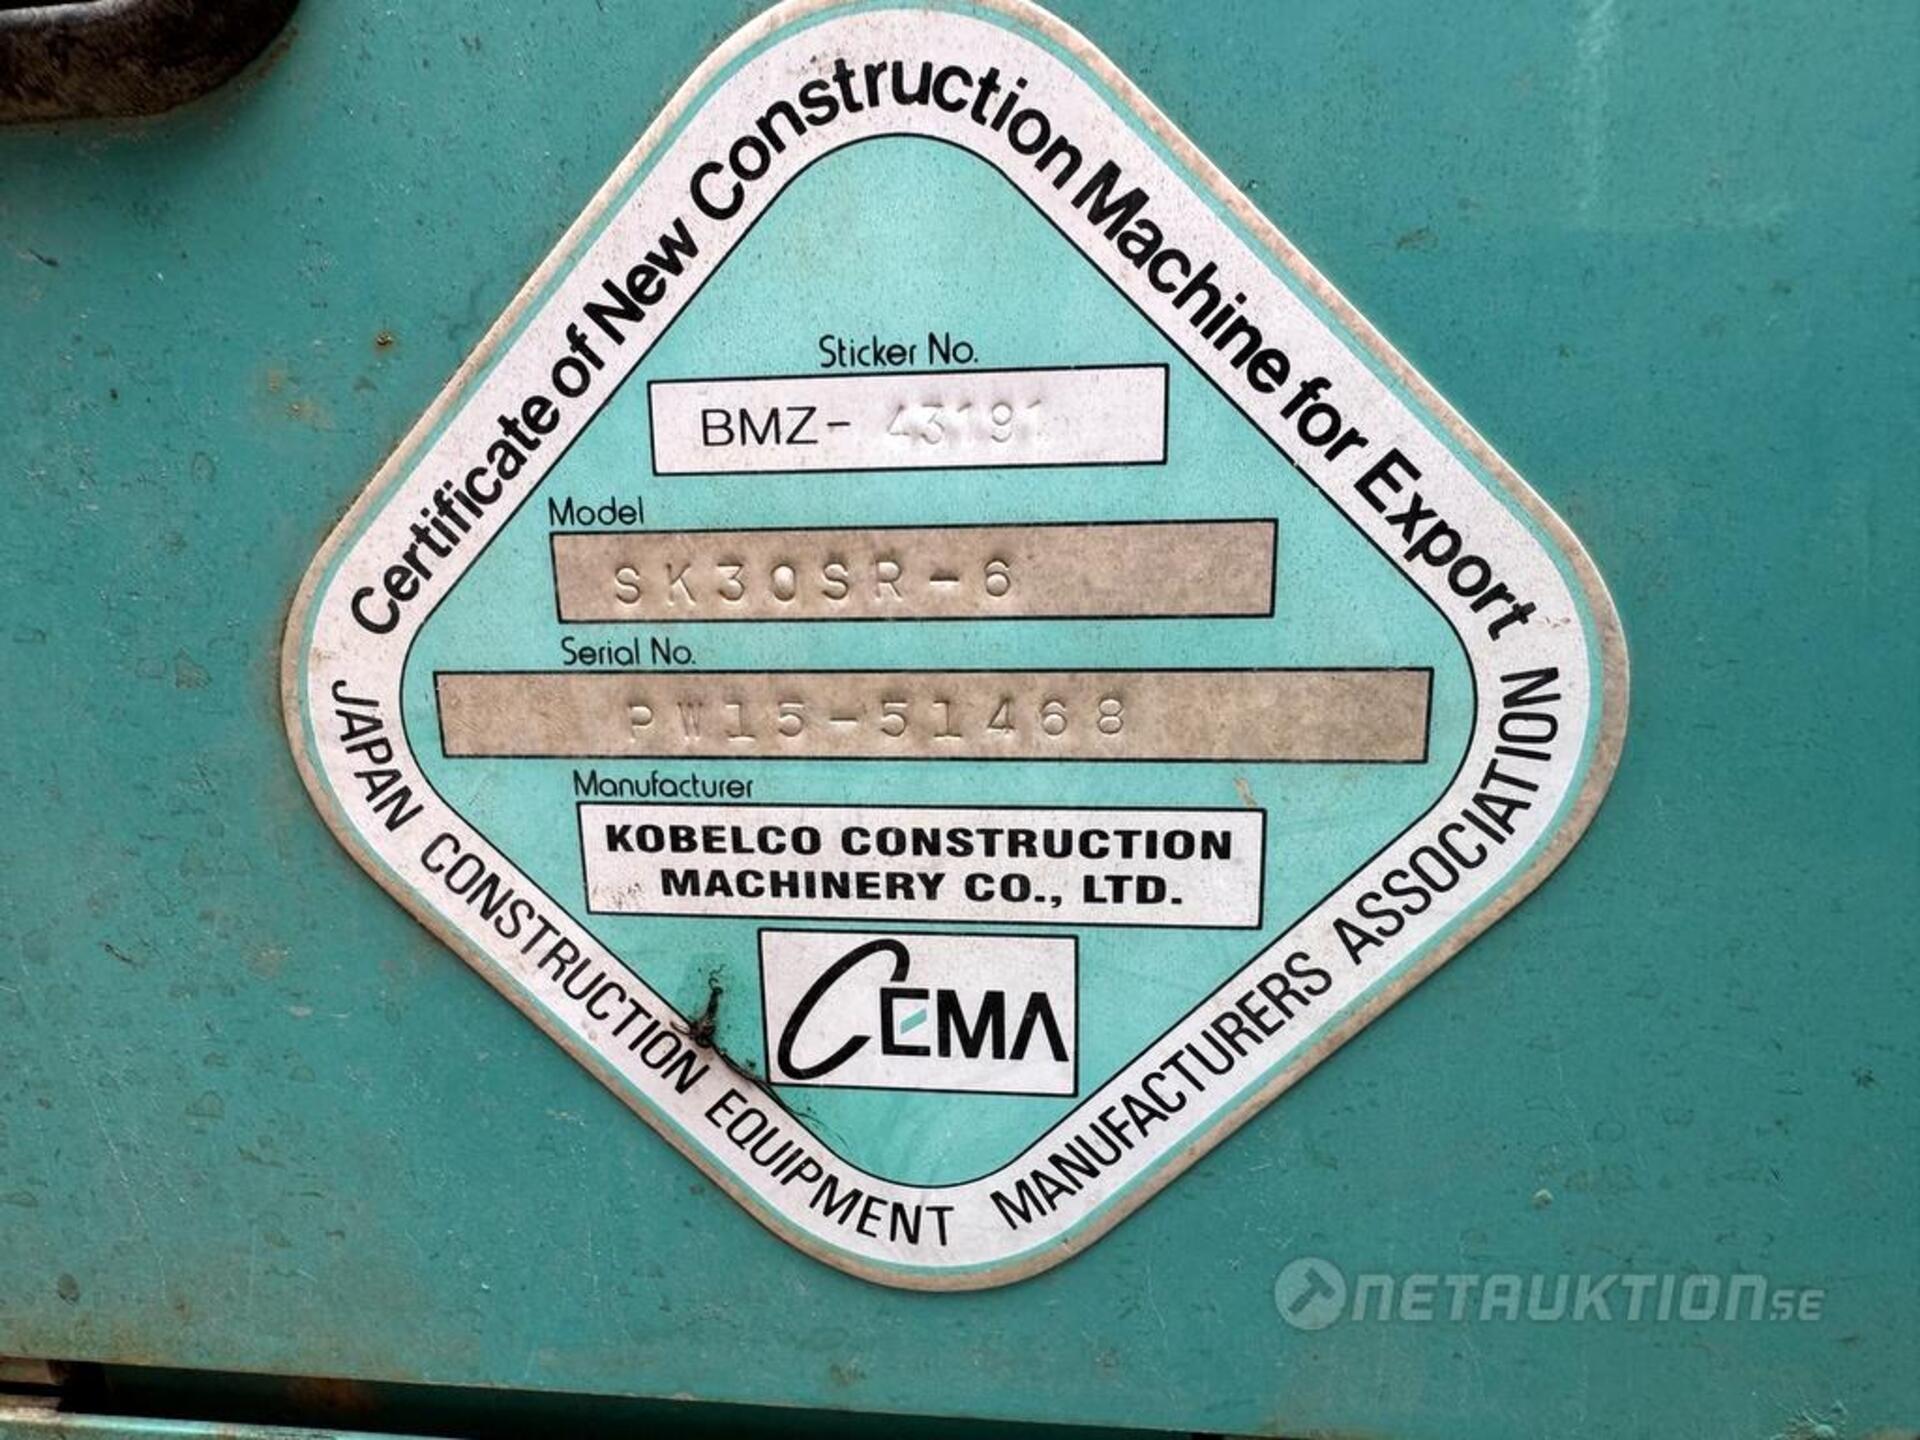 Certificate of New Construction Machine for Export
Sticker No.
BMZ- 43191
Model
SK30SR-6
Serial No.
PW15-51468
Manufacturer
KOBELCO CONSTRUCTION
MACHINERY CO., LTD.
CEMA
JAPAN CONSTRUCTION EQUIPMENT MANUFACTURERS ASSOCIATION
NETAUKTION.SE